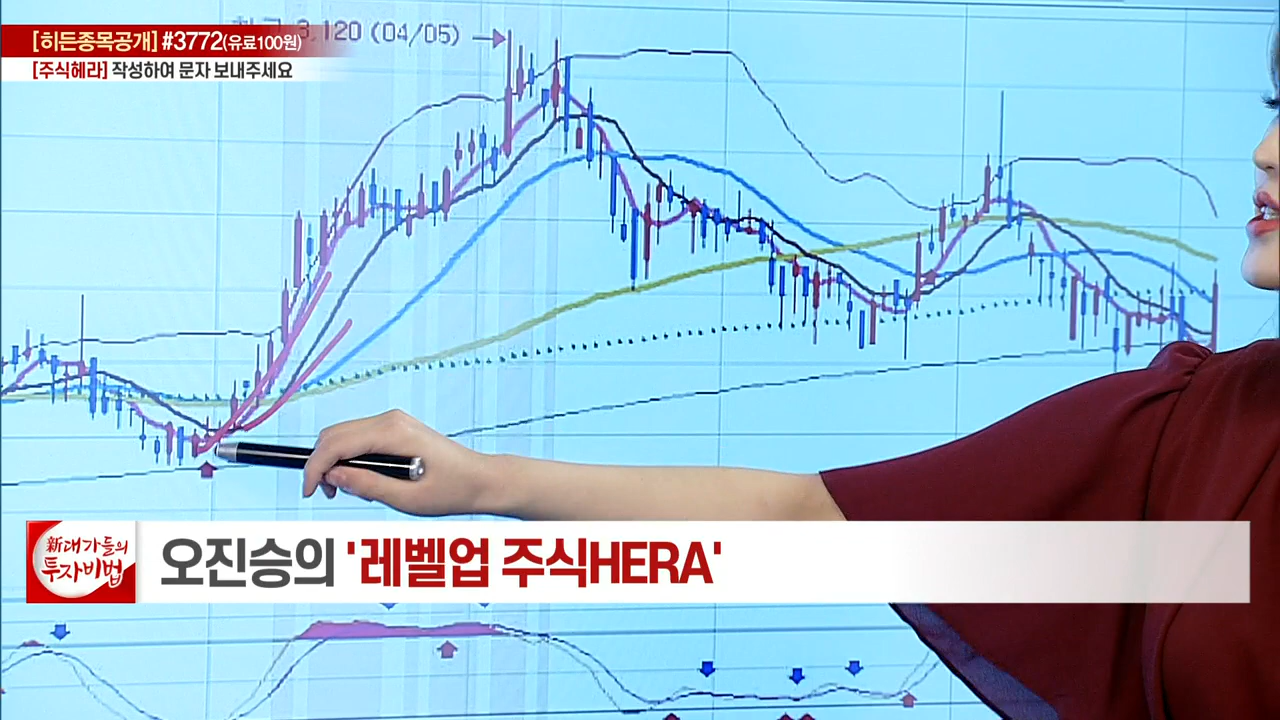 [히든종목공개] #3772(유료100원)
[주식헤라] 작성하여 문자 보내주세요
3,120 (04/05)
新대가들의
투자비법
오진승의 '레벨업 주식HERA'